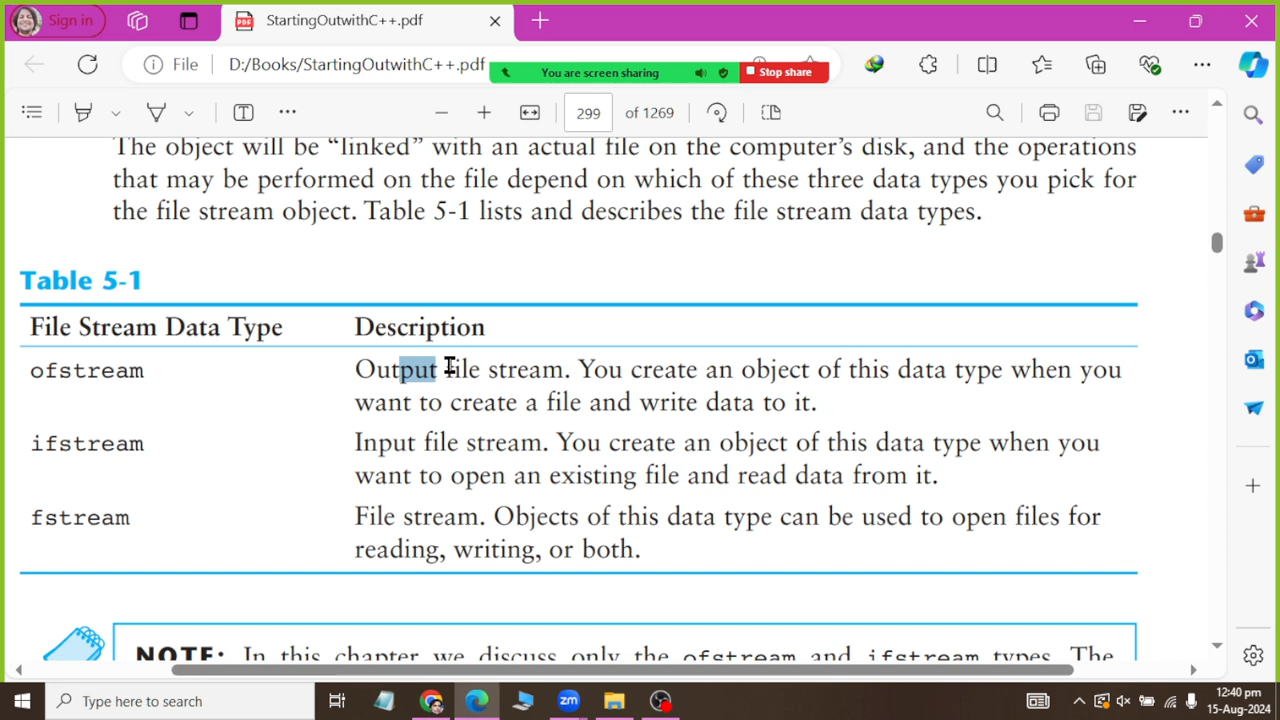 Sign in
StartingOutwithC++.pdf
File
D:/Books/StartingOutwithC++.pdf
You are screen sharing
Stop share
299 of 1269
The object will be “linked” with an actual file on the computer’s disk, and the operations
that may be performed on the file depend on which of these three data types you pick for
the file stream object. Table 5-1 lists and describes the file stream data types.
Table 5-1
File Stream Data Type Description
ofstream Output file stream. You create an object of this data type when you
want to create a file and write data to it.
ifstream Input file stream. You create an object of this data type when you
want to open an existing file and read data from it.
fstream File stream. Objects of this data type can be used to open files for
reading, writing, or both.
NOTE: In this chapter we discuss only the ofstream and ifstream types. The
Type here to search
zm
12:40 pm
15-Aug-2024